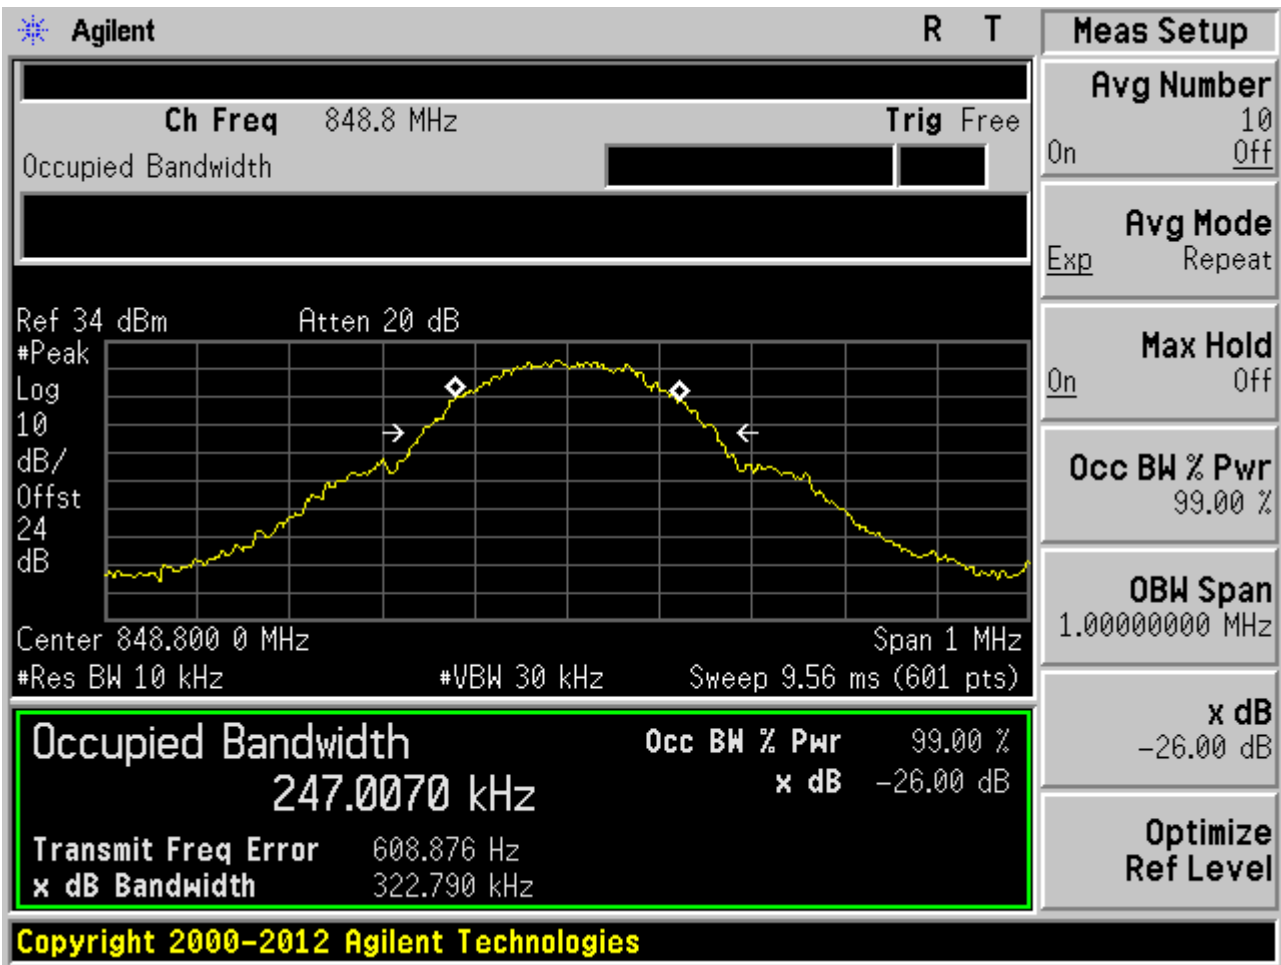 Agilent R T
Ch Freq 848.8 MHz Trig Free
Occupied Bandwidth
Ref 34 dBm Atten 20 dB
#Peak
Log
10
dB/
Offst
24
dB
Center 848.800 0 MHz Span 1 MHz
#Res BW 10 kHz #VBW 30 kHz Sweep 9.56 ms (601 pts)
Occupied Bandwidth Occ BW % Pwr 99.00 %
247.0070 kHz x dB -26.00 dB
Transmit Freq Error 608.876 Hz
x dB Bandwidth 322.790 kHz
Copyright 2000-2012 Agilent Technologies
Meas Setup
Avg Number
10
On Off
Avg Mode
Exp Repeat
Max Hold
On Off
Occ BW % Pwr
99.00 %
OBW Span
1.00000000 MHz
x dB
-26.00 dB
Optimize
Ref Level